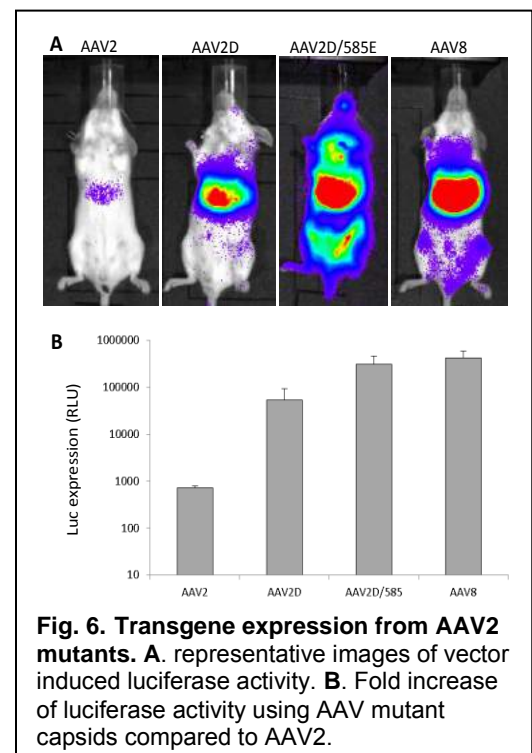 A
AAV2
AAV2D
AAV2D/585E
AAV8
B
Luc expression (RLU)
1000000
100000
10000
1000
100
10
AAV2
AAV2D
AAV2D/585
AAV8
Fig. 6. Transgene expression from AAV2
mutants. A. representative images of vector
induced luciferase activity. B. Fold increase
of luciferase activity using AAV mutant
capsids compared to AAV2.